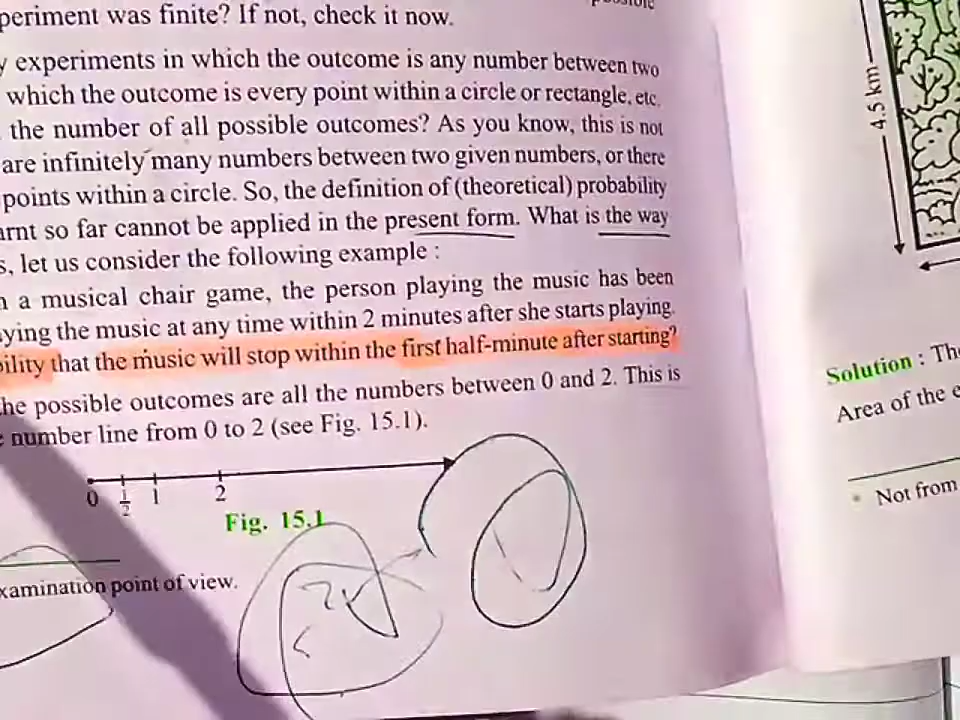 periment was finite? If not, check it now.
y experiments in which the outcome is any number between two
which the outcome is every point within a circle or rectangle, etc.
the number of all possible outcomes? As you know, this is not
are infinitely many numbers between two given numbers, or there
points within a circle. So, the definition of (theoretical) probability
arnt so far cannot be applied in the present form. What is the way
s, let us consider the following example :
n a musical chair game, the person playing the music has been
ying the music at any time within 2 minutes after she starts playing.
bility that the music will stop within the first half-minute after starting?
he possible outcomes are all the numbers between 0 and 2. This is
e number line from 0 to 2 (see Fig. 15.1).
0 1/2 1 2
Fig. 15.1
xamination point of view.
4.5 km
Solution : Th
Area of the e
* Not from